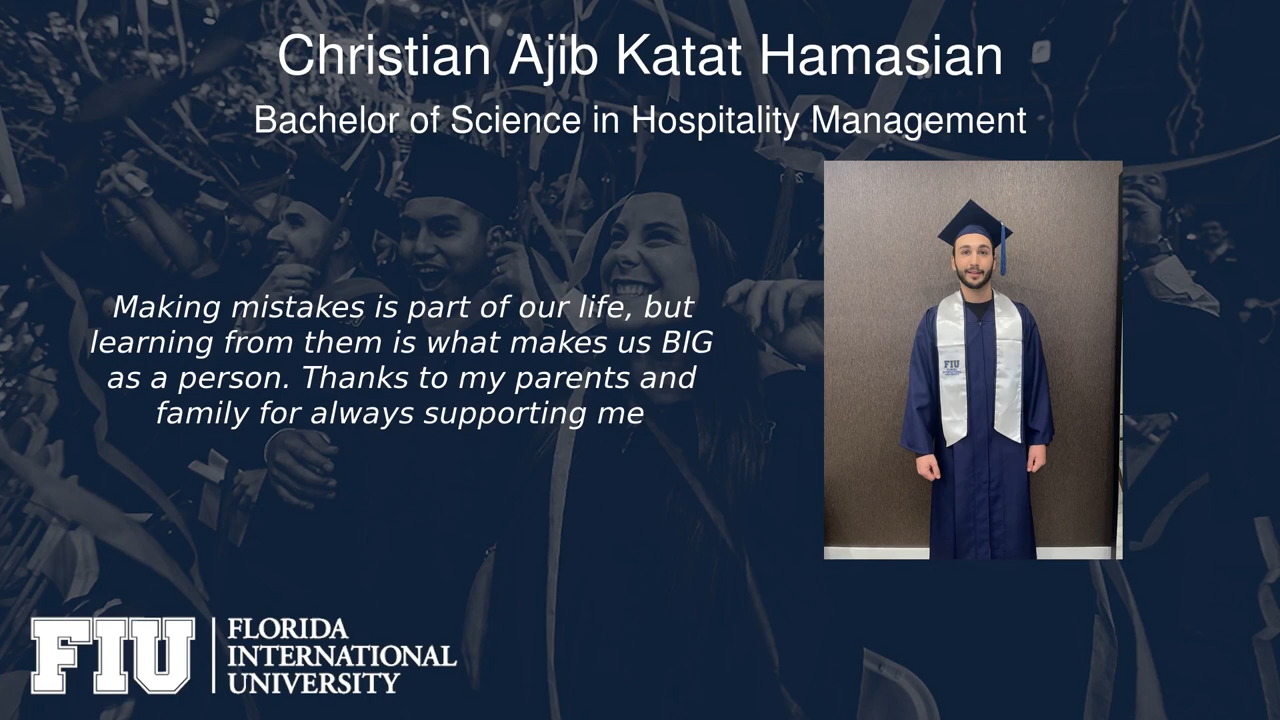 Christian Ajib Katat Hamasian
Bachelor of Science in Hospitality Management
Making mistakes is part of our life, but
learning from them is what makes us BIG
as a person. Thanks to my parents and
family for always supporting me
FIU
FIU
FLORIDA
INTERNATIONAL
UNIVERSITY